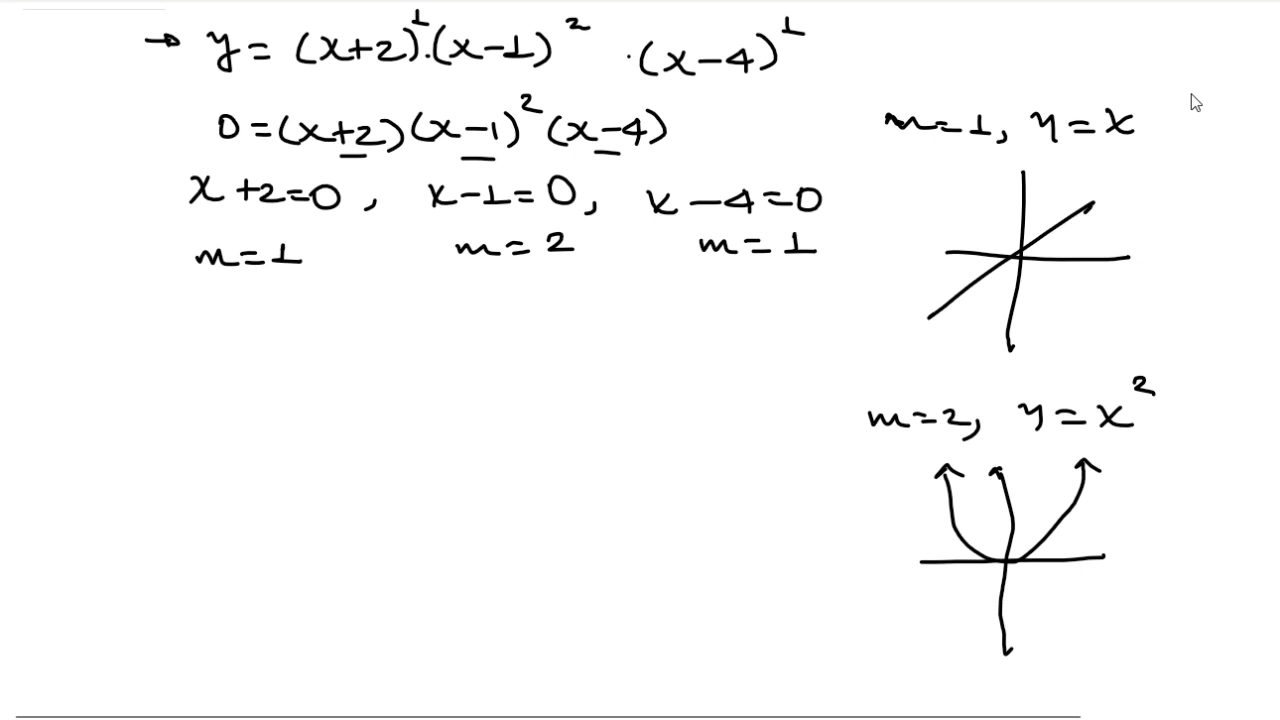 → y = (x+2)¹.(x-1)² ·(x-4)¹
0 = (x+2)(x-1)²(x-4)
x+2=0, x-1=0, x-4=0
m=1 m=2 m=1
m=1, y=x
m=2, y=x²